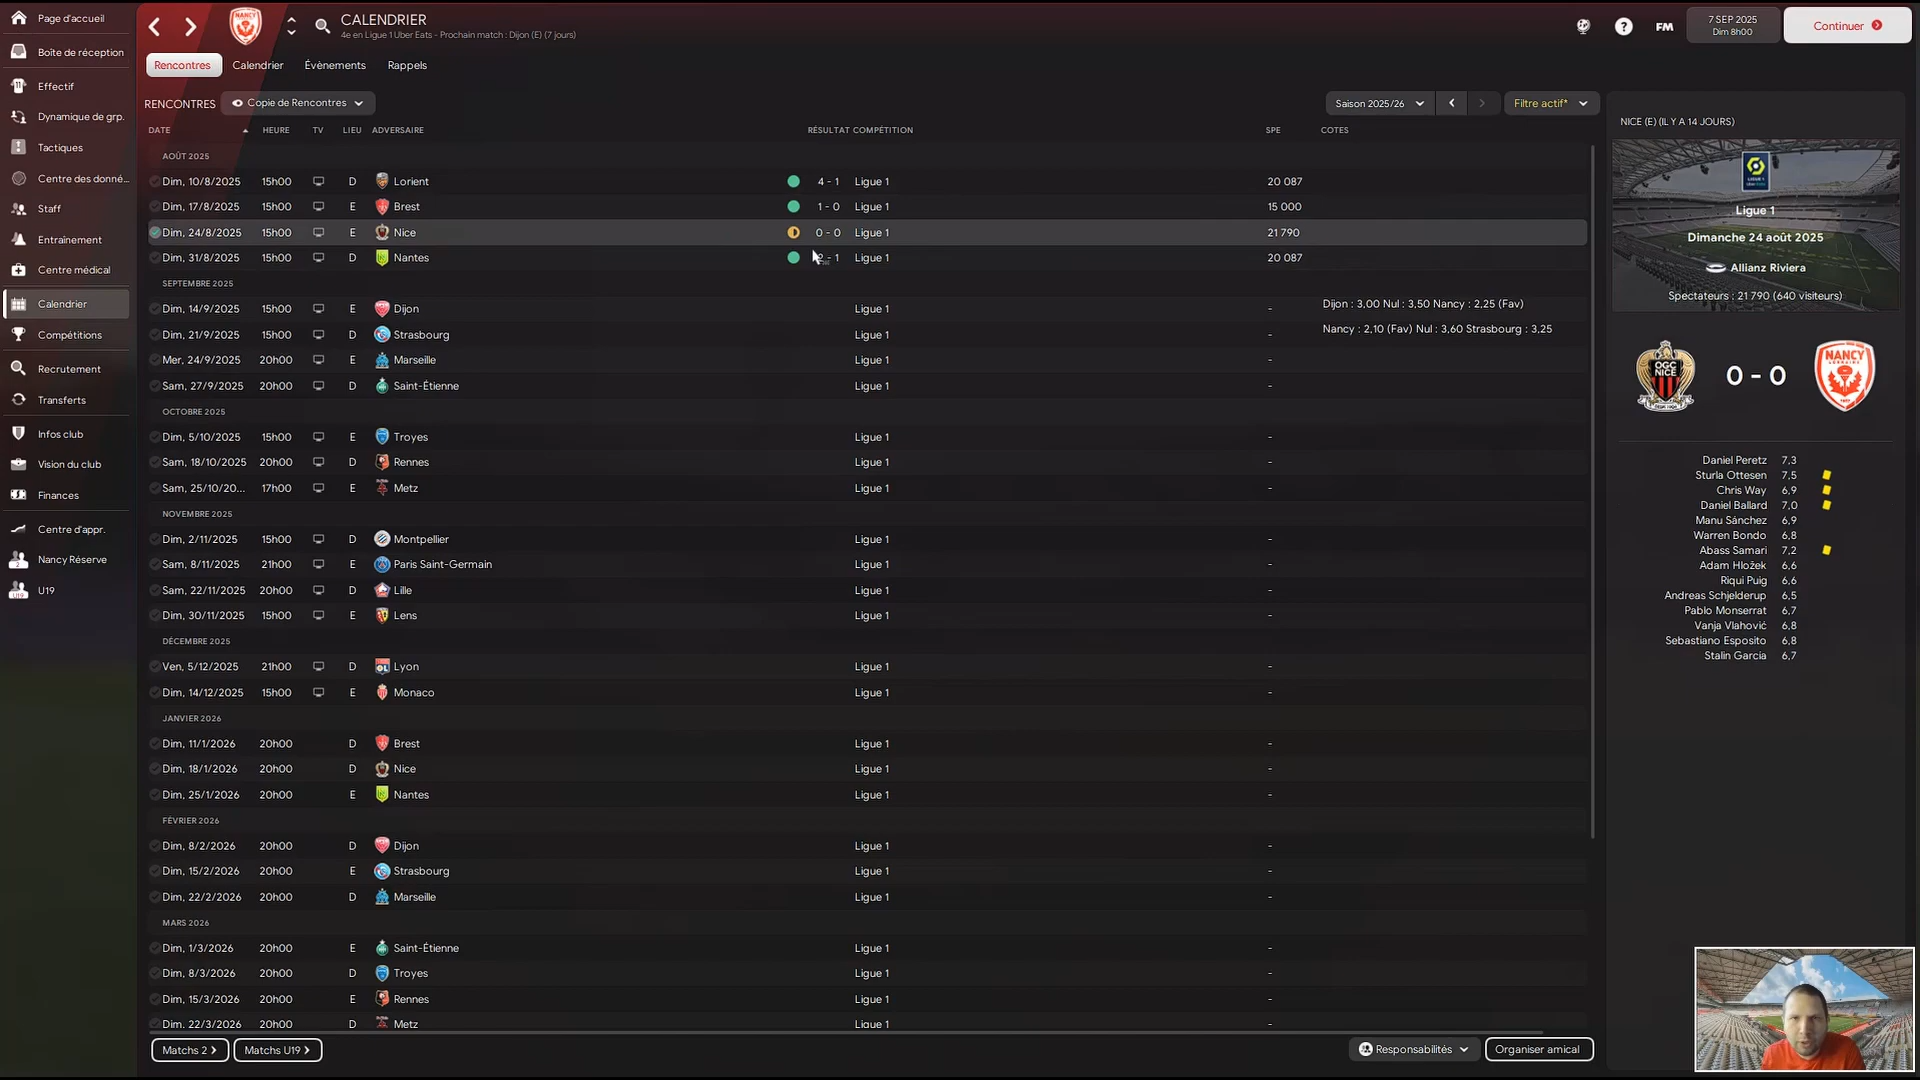 Page d'accueil
Boîte de réception
Effectif
Dynamique de grp.
Tactiques
Centre des donné...
Staff
Entraînement
Centre médical
Calendrier
Compétitions
Recrutement
Transferts
Infos club
Vision du club
Finances
Centre d'appr.
Nancy Réserve
U19
CALENDRIER
4e en Ligue 1 Uber Eats - Prochain match : Dijon (E) (7 jours)
FM
7 SEP 2025
Dim 8h00
Continuer
Rencontres Calendrier Évènements Rappels
RENCONTRES Copie de Rencontres Saison 2025/26 Filtre actif*
DATE HEURE TV LIEU ADVERSAIRE RÉSULTAT COMPÉTITION SPE COTES
AOÛT 2025
Dim, 10/8/2025 15h00 D Lorient 4 - 1 Ligue 1 20 087
Dim, 17/8/2025 15h00 E Brest 1 - 0 Ligue 1 15 000
Dim, 24/8/2025 15h00 E Nice 0 - 0 Ligue 1 21 790
Dim, 31/8/2025 15h00 D Nantes - 1 Ligue 1 20 087
SEPTEMBRE 2025
Dim, 14/9/2025 15h00 E Dijon Ligue 1 - Dijon : 3,00 Nul : 3,50 Nancy : 2,25 (Fav)
Dim, 21/9/2025 15h00 D Strasbourg Ligue 1 - Nancy : 2,10 (Fav) Nul : 3,60 Strasbourg : 3,25
Mer, 24/9/2025 20h00 E Marseille Ligue 1 -
Sam, 27/9/2025 20h00 D Saint-Étienne Ligue 1 -
OCTOBRE 2025
Dim, 5/10/2025 15h00 E Troyes Ligue 1 -
Sam, 18/10/2025 20h00 D Rennes Ligue 1 -
Sam, 25/10/20... 17h00 E Metz Ligue 1 -
NOVEMBRE 2025
Dim, 2/11/2025 15h00 D Montpellier Ligue 1 -
Sam, 8/11/2025 21h00 E Paris Saint-Germain Ligue 1 -
Sam, 22/11/2025 20h00 D Lille Ligue 1 -
Dim, 30/11/2025 15h00 E Lens Ligue 1 -
DÉCEMBRE 2025
Ven, 5/12/2025 21h00 D Lyon Ligue 1 -
Dim, 14/12/2025 15h00 E Monaco Ligue 1 -
JANVIER 2026
Dim, 11/1/2026 20h00 D Brest Ligue 1 -
Dim, 18/1/2026 20h00 D Nice Ligue 1 -
Dim, 25/1/2026 20h00 E Nantes Ligue 1 -
FÉVRIER 2026
Dim, 8/2/2026 20h00 D Dijon Ligue 1 -
Dim, 15/2/2026 20h00 E Strasbourg Ligue 1 -
Dim, 22/2/2026 20h00 D Marseille Ligue 1 -
MARS 2026
Dim, 1/3/2026 20h00 E Saint-Étienne Ligue 1 -
Dim, 8/3/2026 20h00 D Troyes Ligue 1 -
Dim, 15/3/2026 20h00 E Rennes Ligue 1 -
Dim, 22/3/2026 20h00 D Metz Ligue 1 -
Matchs 2 Matchs U19 Responsabilités Organiser amical
NICE (E) (IL Y A 14 JOURS)
Ligue 1
Dimanche 24 août 2025
Allianz Riviera
Spectateurs : 21 790 (640 visiteurs)
OGC NICE 0 - 0 NANCY
Daniel Peretz 7,3
Sturla Ottesen 7,5
Chris Way 6,9
Daniel Ballard 7,0
Manu Sánchez 6,9
Warren Bondo 6,8
Abass Samari 7,2
Adam Hložek 6,6
Riqui Puig 6,6
Andreas Schjelderup 6,5
Pablo Monserrat 6,7
Vanja Vlahović 6,8
Sebastiano Esposito 6,8
Stalin Garcia 6,7